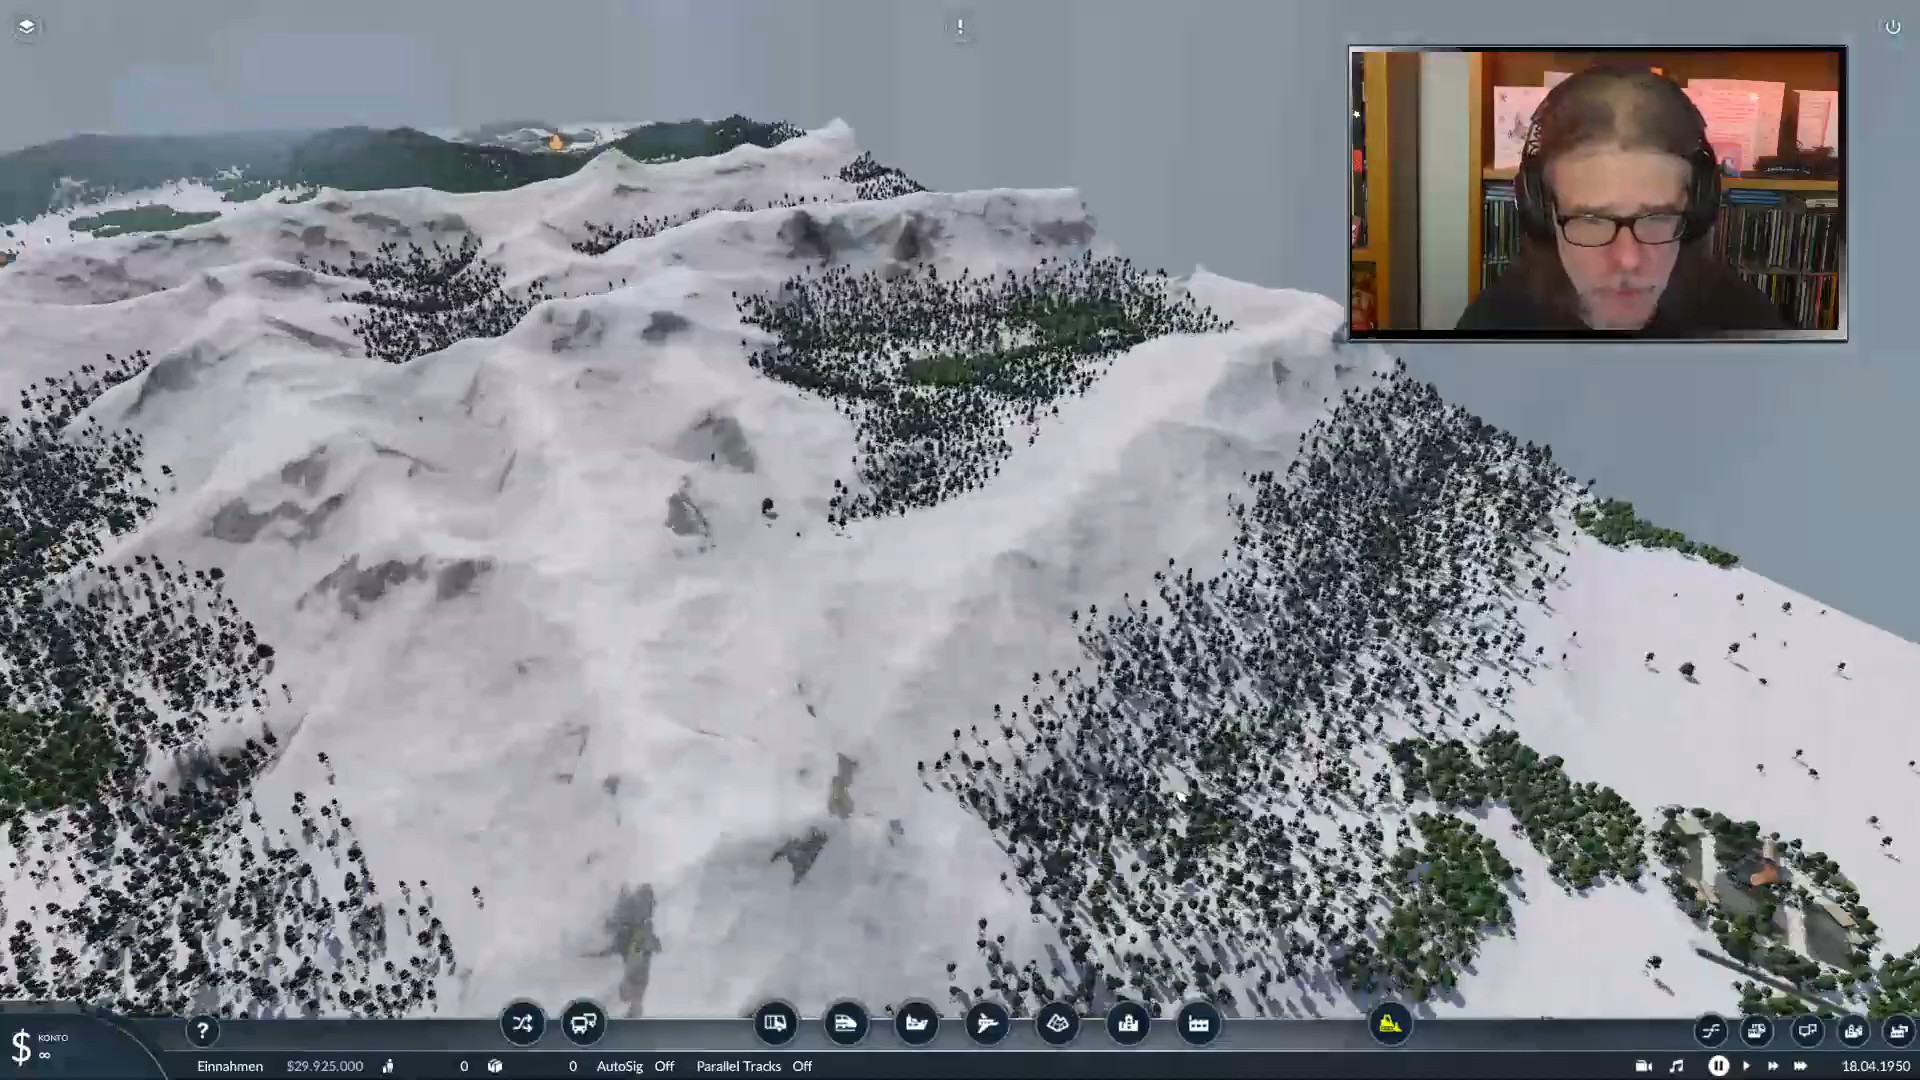 KONTO
∞
Einnahmen $29.925.000 0 0 AutoSig Off Parallel Tracks Off 18.04.1950